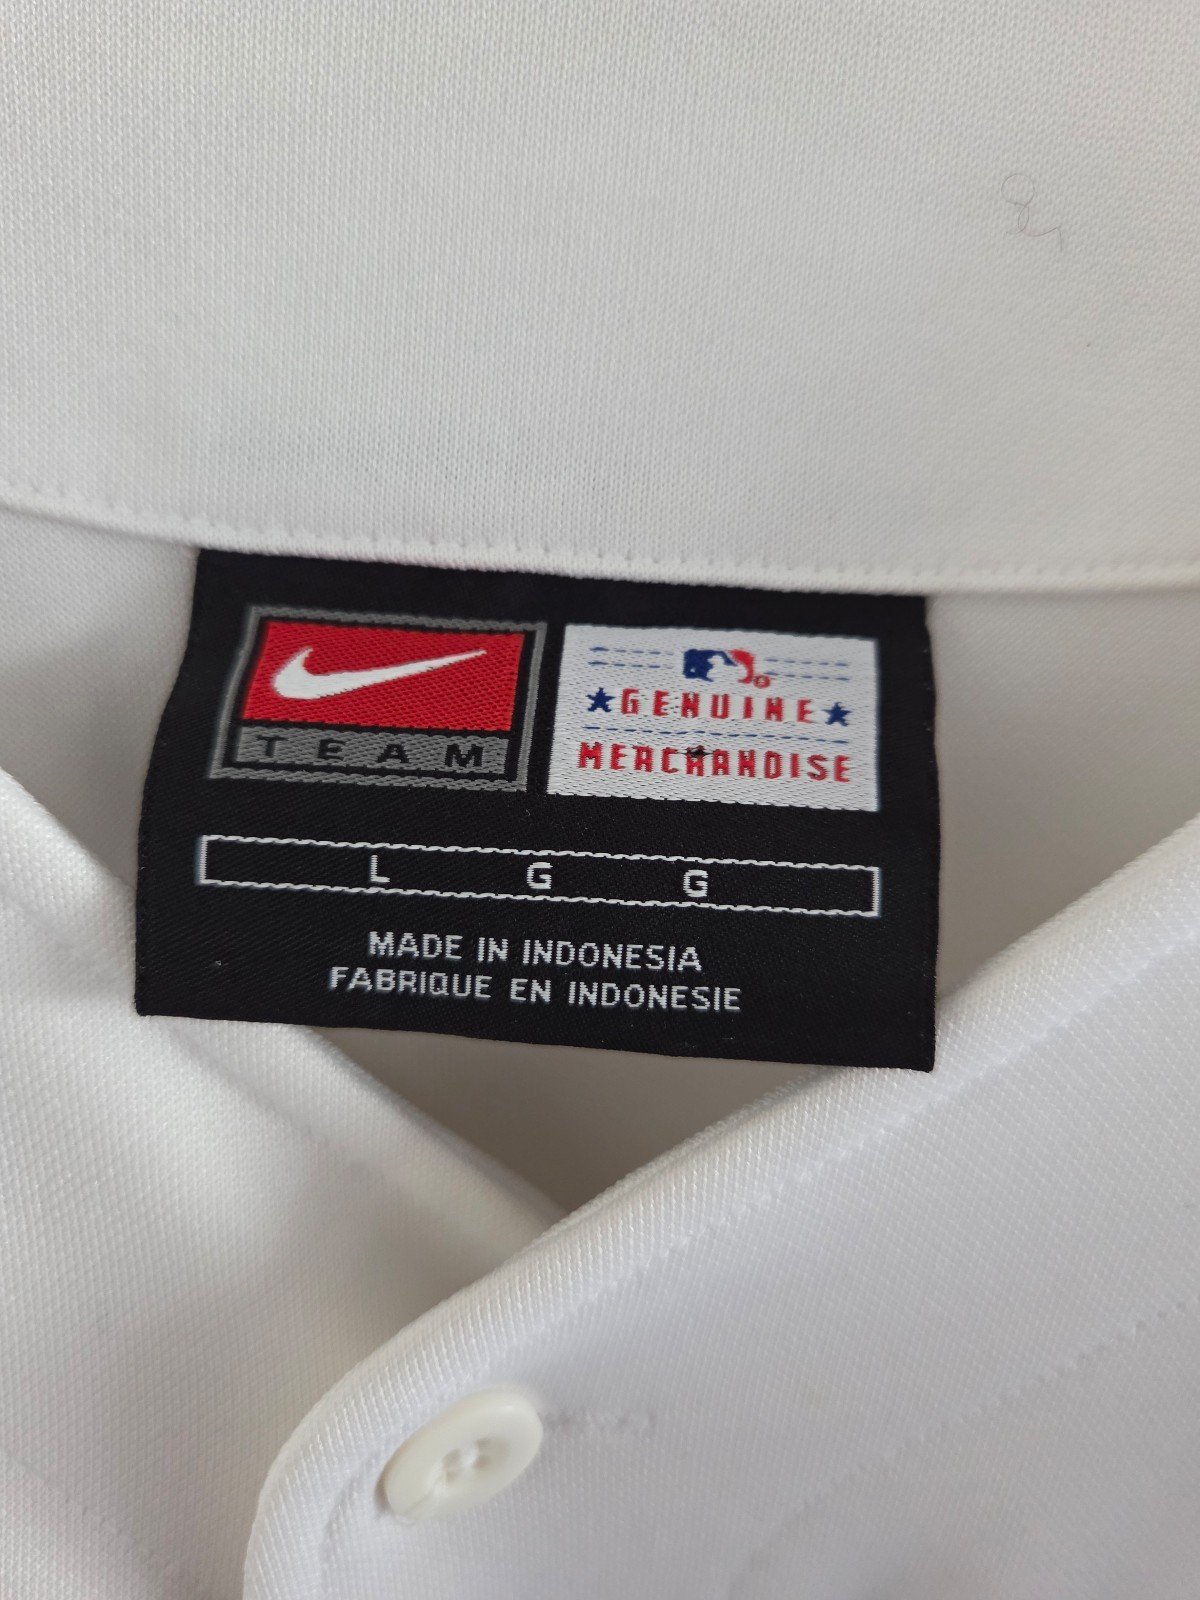 TEAM
GENUINE
MERCHANDISE
L G G
MADE IN INDONESIA
FABRIQUE EN INDONESIE